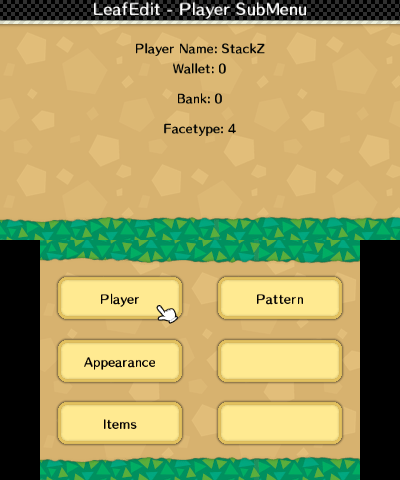 LeafEdit - Player SubMenu
Player Name: StackZ
Wallet: 0
Bank: 0
Facetype: 4
Player
Pattern
Appearance
Items